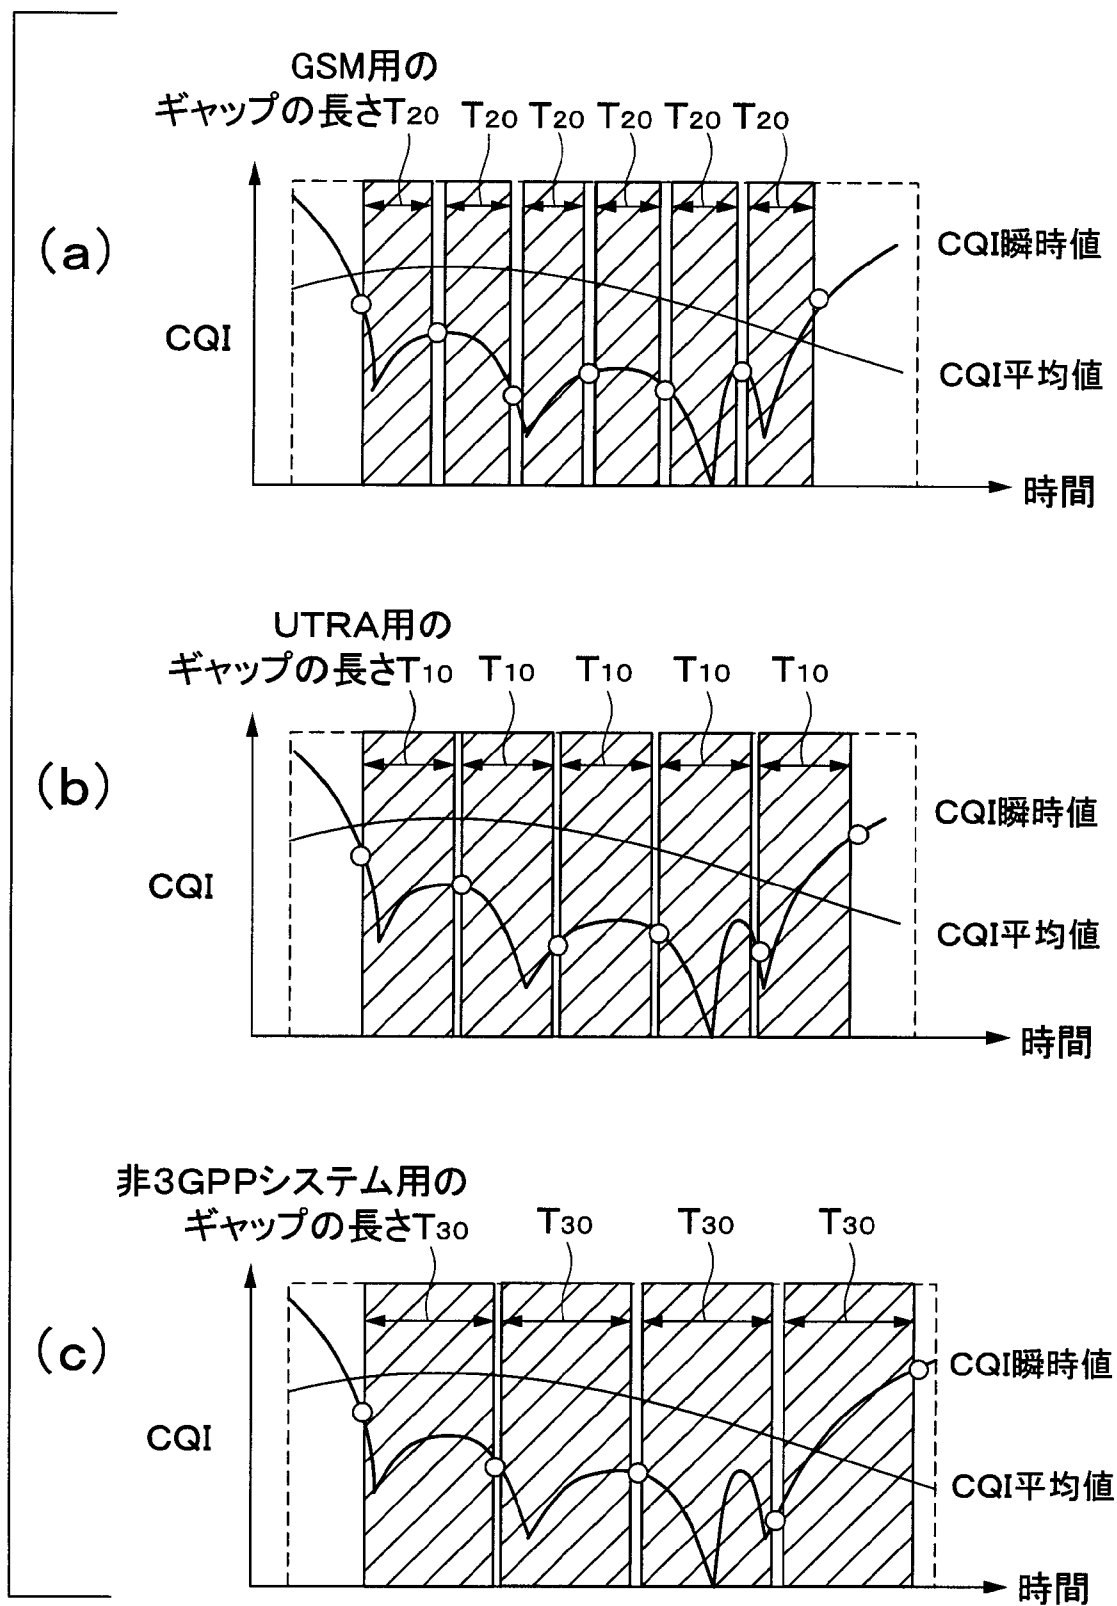 GSM用の
ギャップの長さT20 T20 T20 T20 T20 T20
(a)
CQI瞬時値
CQI
CQI平均値
時間
UTRA用の
ギャップの長さT10 T10 T10 T10 T10
(b)
CQI瞬時値
CQI
CQI平均値
時間
非3GPPシステム用の
ギャップの長さT30 T30 T30 T30
(c)
CQI瞬時値
CQI
CQI平均値
時間